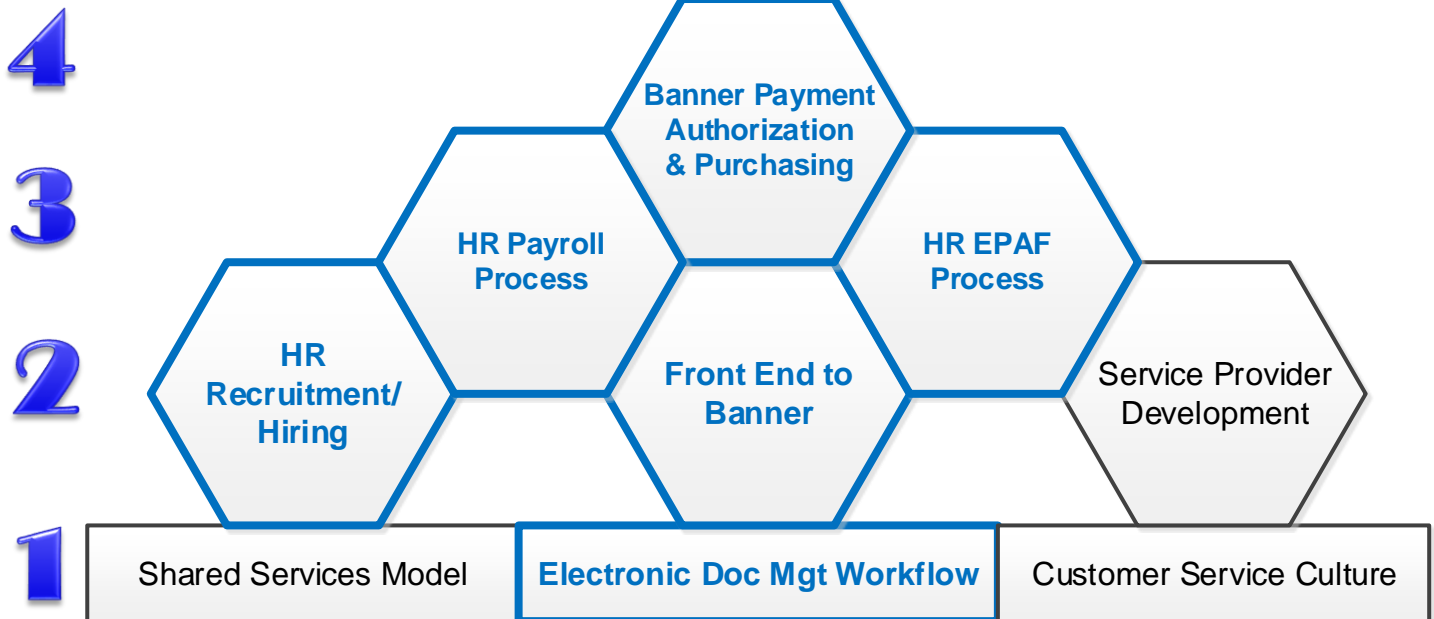 4
Banner Payment
Authorization
& Purchasing
3
HR Payroll
Process
HR EPAF
Process
2
HR
Recruitment/
Hiring
Front End to
Banner
Service Provider
Development
1
Shared Services Model
Electronic Doc Mgt Workflow
Customer Service Culture